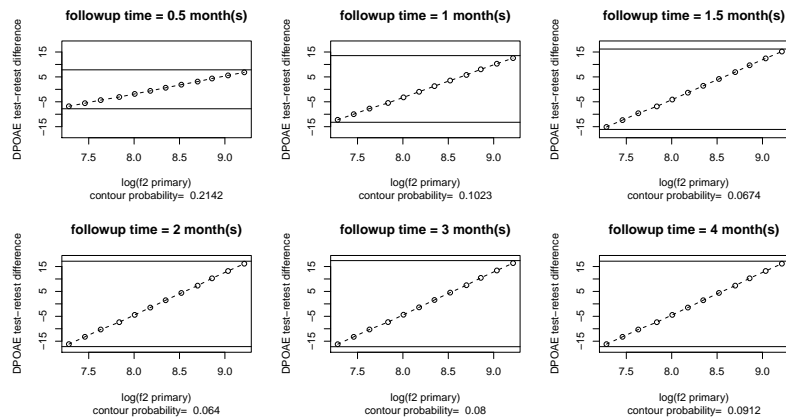 followup time = 0.5 month(s)
DPOAE test−retest difference
15
5
−5
−15
7.5 8.0 8.5 9.0
log(f2 primary)
contour probability= 0.2142
followup time = 1 month(s)
DPOAE test−retest difference
15
5
−5
−15
7.5 8.0 8.5 9.0
log(f2 primary)
contour probability= 0.1023
followup time = 1.5 month(s)
DPOAE test−retest difference
15
5
−5
−15
7.5 8.0 8.5 9.0
log(f2 primary)
contour probability= 0.0674
followup time = 2 month(s)
DPOAE test−retest difference
15
5
−15
7.5 8.0 8.5 9.0
log(f2 primary)
contour probability= 0.064
followup time = 3 month(s)
DPOAE test−retest difference
15
5
−15
7.5 8.0 8.5 9.0
log(f2 primary)
contour probability= 0.08
followup time = 4 month(s)
DPOAE test−retest difference
15
5
−15
7.5 8.0 8.5 9.0
log(f2 primary)
contour probability= 0.0912